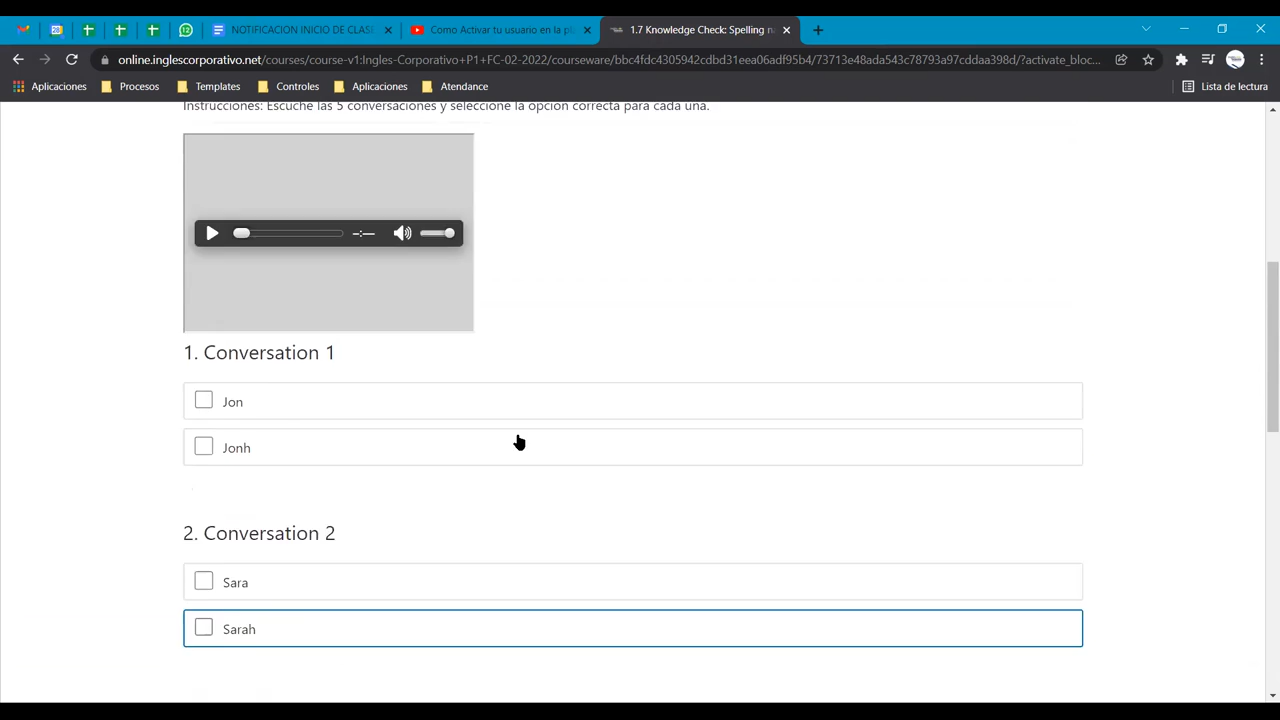 28
12
NOTIFICACION INICIO DE CLASE
Como Activar tu usuario en la pla
1.7 Knowledge Check: Spelling n
online.inglescorporativo.net/courses/course-v1:Ingles-Corporativo+P1+FC-02-2022/courseware/bbc4fdc4305942cdbd31eea06adf95b4/73713e48ada543c78793a97cddaa398d/?activate_bloc...
Aplicaciones Procesos Templates Controles Aplicaciones Atendance Lista de lectura
Instrucciones: Escuche las 5 conversaciones y seleccione la opción correcta para cada una.
-:--
1. Conversation 1
Jon
Jonh
2. Conversation 2
Sara
Sarah